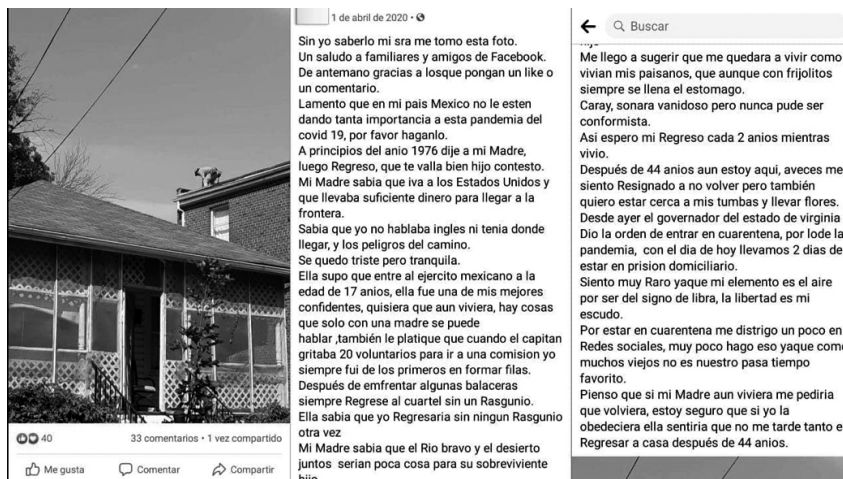 40
33 comentarios • 1 vez compartido
Me gusta
Comentar
Compartir
1 de abril de 2020 •
Sin yo saberlo mi sra me tomo esta foto.
Un saludo a familiares y amigos de Facebook.
De antemano gracias a losque pongan un like o
un comentario.
Lamento que en mi pais Mexico no le esten
dando tanta importancia a esta pandemia del
covid 19, por favor haganlo.
A principios del anio 1976 dije a mi Madre,
luego Regreso, que te valla bien hijo contesto.
Mi Madre sabia que iva a los Estados Unidos y
que llevaba suficiente dinero para llegar a la
frontera.
Sabia que yo no hablaba ingles ni tenia donde
llegar, y los peligros del camino.
Se quedo triste pero tranquila.
Ella supo que entre al ejercito mexicano a la
edad de 17 anios, ella fue una de mis mejores
confidentes, quisiera que aun viviera, hay cosas
que solo con una madre se puede
hablar ,también le platique que cuando el capitan
gritaba 20 voluntarios para ir a una comision yo
siempre fui de los primeros en formar filas.
Después de emfrentar algunas balaceras
siempre Regrese al cuartel sin un Rasgunio.
Ella sabia que yo Regresaria sin ningun Rasgunio
otra vez
Mi Madre sabia que el Rio bravo y el desierto
juntos serian poca cosa para su sobreviviente
hijo
Buscar
hijo
Me llego a sugerir que me quedara a vivir como
vivian mis paisanos, que aunque con frijolitos
siempre se llena el estomago.
Caray, sonara vanidoso pero nunca pude ser
conformista.
Asi espero mi Regreso cada 2 anios mientras
vivio.
Después de 44 anios aun estoy aqui, aveces me
siento Resignado a no volver pero también
quiero estar cerca a mis tumbas y llevar flores.
Desde ayer el governador del estado de virginia
Dio la orden de entrar en cuarentena, por lode la
pandemia, con el dia de hoy llevamos 2 dias de
estar en prision domiciliario.
Siento muy Raro yaque mi elemento es el aire
por ser del signo de libra, la libertad es mi
escudo.
Por estar en cuarentena me distrigo un poco en
Redes sociales, muy poco hago eso yaque como
muchos viejos no es nuestro pasa tiempo
favorito.
Pienso que si mi Madre aun viviera me pediria
que volviera, estoy seguro que si yo la
obedeciera ella sentiria que no me tarde tanto e
Regresar a casa después de 44 anios.